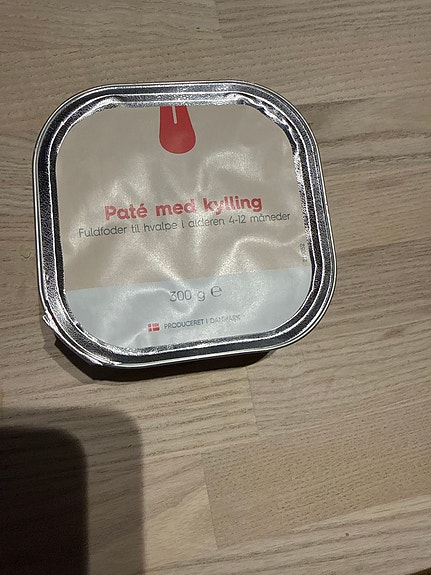 Paté med kylling
Fuldfoder til hvalpe i alderen 4-12 måneder
300 g ℮
PRODUCERET I DANMARK